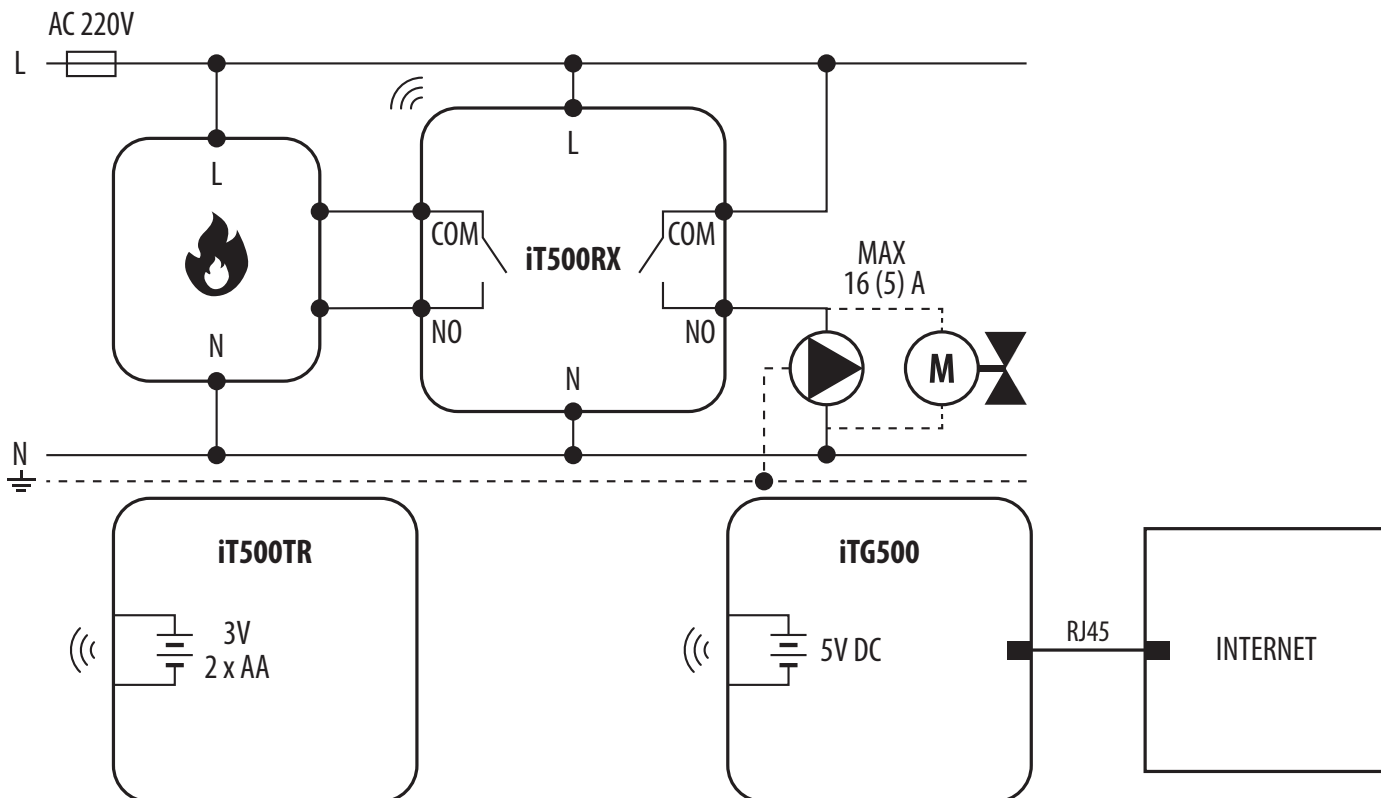 AC 220V
L
L
L
COM
iT500RX
COM
MAX
16 (5) A
NO
NO
N
N
M
N
iT500TR
3V
2 x AA
iTG500
5V DC
RJ45
INTERNET